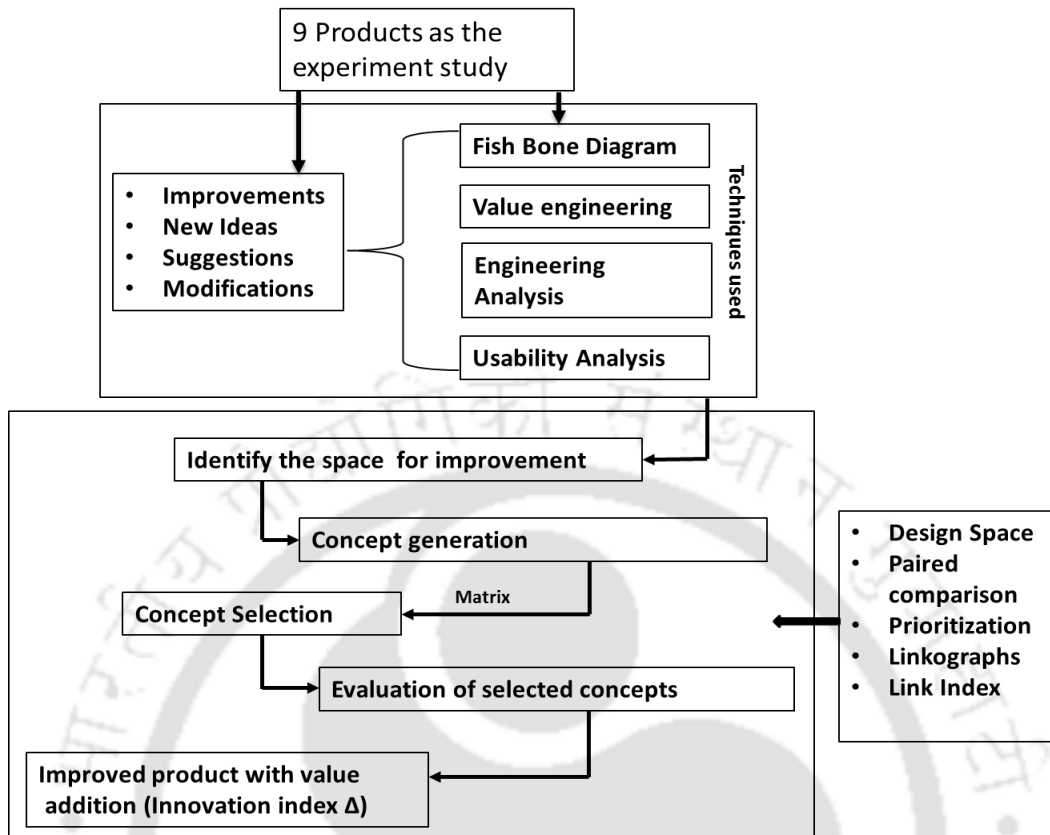 9 Products as the
experiment study
• Improvements
• New Ideas
• Suggestions
• Modifications
Fish Bone Diagram
Value engineering
Engineering
Analysis
Usability Analysis
Techniques used
Identify the space for improvement
Concept generation
Matrix
Concept Selection
Evaluation of selected concepts
Improved product with value
addition (Innovation index Δ)
• Design Space
• Paired
comparison
• Prioritization
• Linkographs
• Link Index
भारतीय प्रौद्योगिकी संस्थान